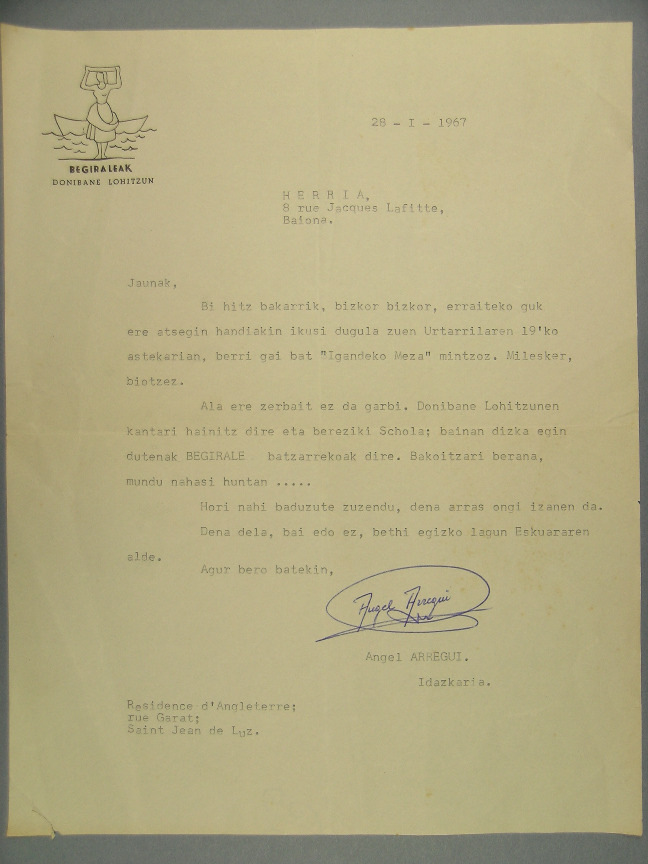 BEGIRALEAK
DONIBANE LOHITZUN
28 - I - 1967
H E R R I A,
8 rue Jacques Lafitte,
Baiona.
Jaunak,
Bi hitz bakarrik, bizkor bizkor, erraiteko guk
ere atsegin handiakin ikusi dugula zuen Urtarrilaren 19'ko
astekarian, berri gai bat "Igandeko Meza" mintzoz. Milesker,
biotzez.
Ala ere zerbait ez da garbi. Donibane Lohitzunen
kantari hainitz dire eta bereziki Schola; bainan dizka egin
dutenak BEGIRALE batzarrekoak dire. Bakoitzari berana,
mundu nahasi huntan .....
Hori nahi baduzute zuzendu, dena arras ongi izanen da.
Dena dela, bai edo ez, bethi egizko lagun Eskuararen
alde.
Agur bero batekin,
Angel Arregui
Angel ARREGUI.
Idazkaria.
Residence d'Angleterre;
rue Garat;
Saint Jean de Luz.